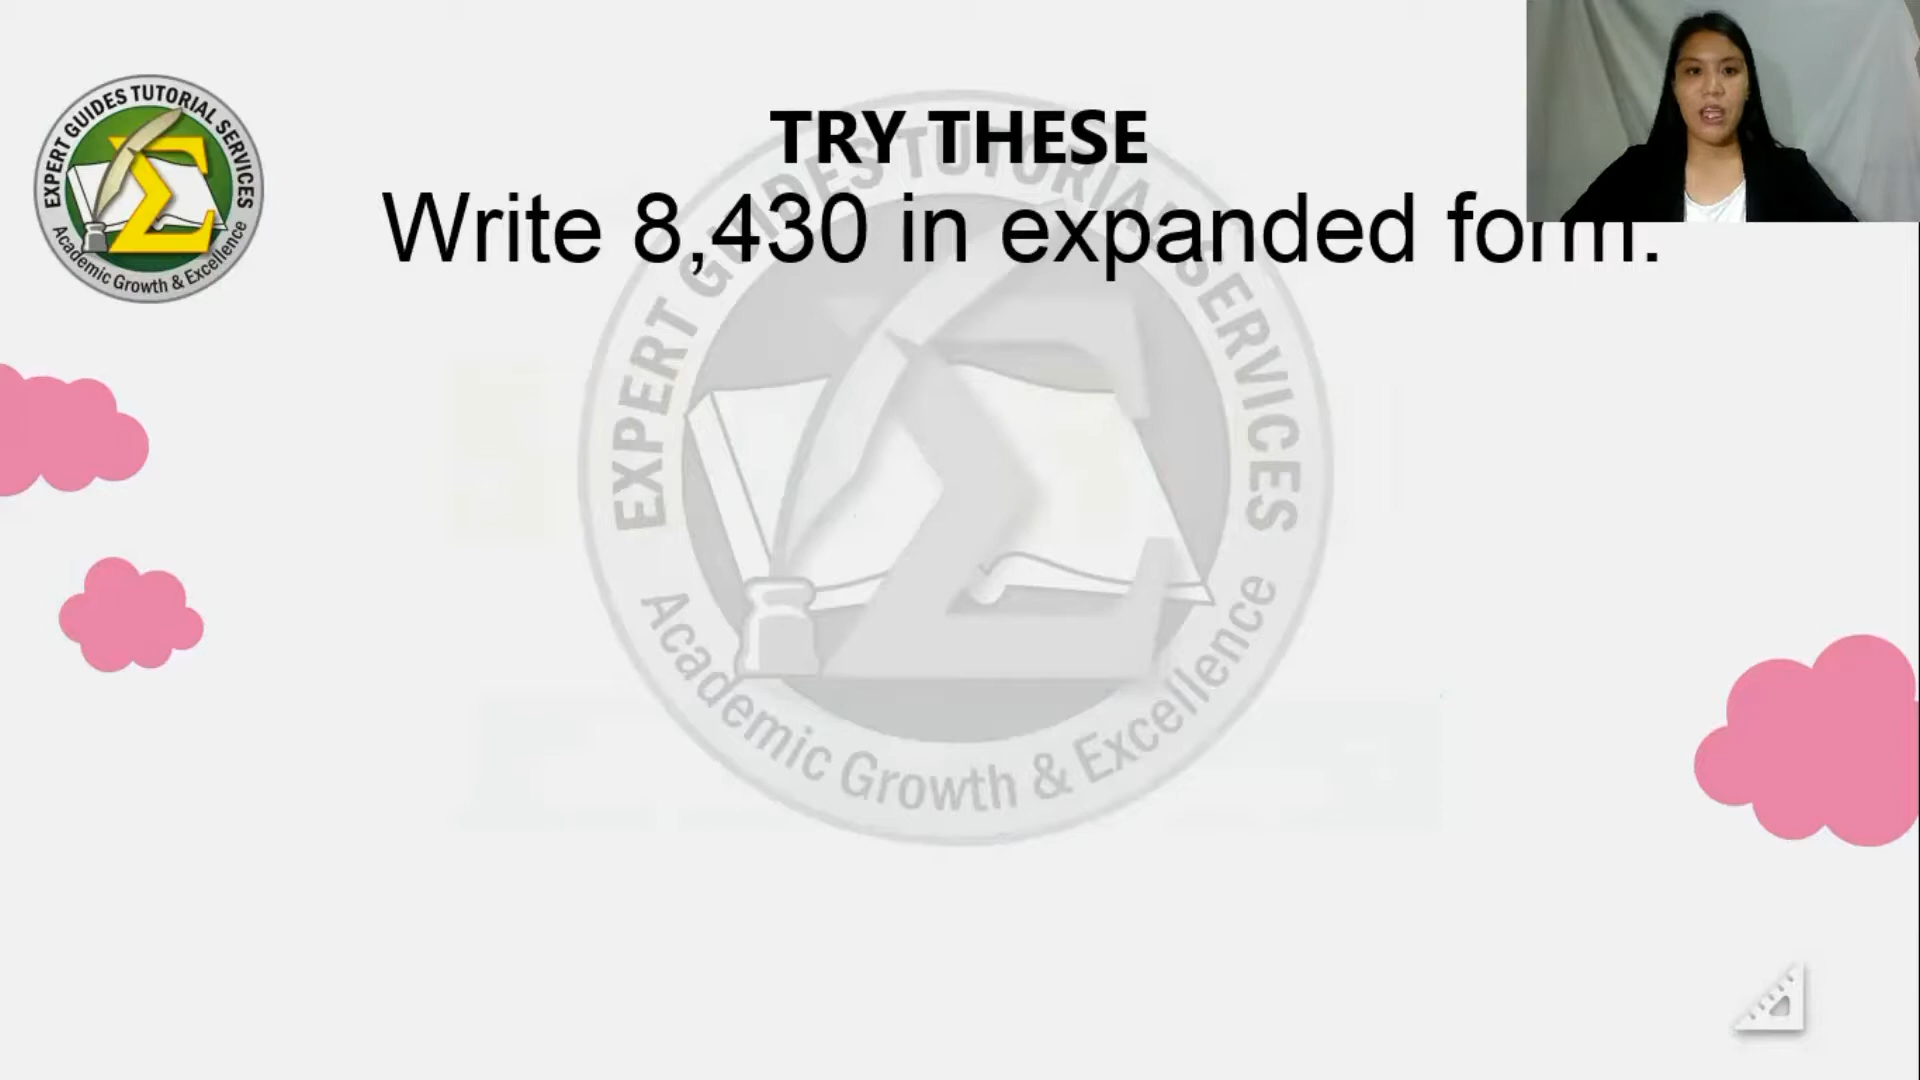 EXPERT GUIDES TUTORIAL SERVICES
Academic Growth & Excellence
TRY THESE
Write 8,430 in expanded form.
EXPERT GUIDES TUTORIAL SERVICES
Academic Growth & Excellence